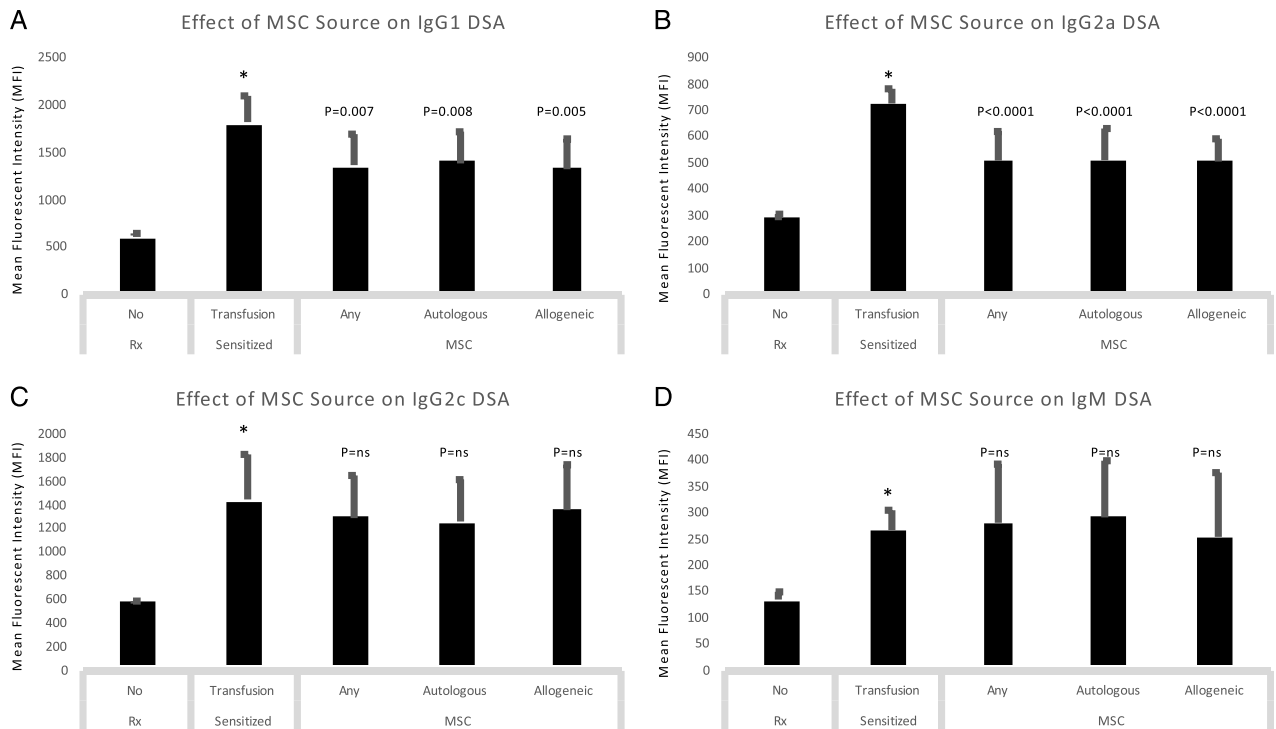 A
Effect of MSC Source on IgG1 DSA
Mean Fluorescent Intensity (MFI)
2500
2000
1500
1000
500
0
*
P=0.007
P=0.008
P=0.005
No Transfusion Any Autologous Allogeneic
Rx Sensitized MSC
B
Effect of MSC Source on IgG2a DSA
Mean Fluorescent Intensity (MFI)
900
800
700
600
500
400
300
200
100
0
*
P<0.0001
P<0.0001
P<0.0001
No Transfusion Any Autologous Allogeneic
Rx Sensitized MSC
C
Effect of MSC Source on IgG2c DSA
Mean Fluorescent Intensity (MFI)
2000
1800
1600
1400
1200
1000
800
600
400
200
0
*
P=ns
P=ns
P=ns
No Transfusion Any Autologous Allogeneic
Rx Sensitized MSC
D
Effect of MSC Source on IgM DSA
Mean Fluorescent Intensity (MFI)
450
400
350
300
250
200
150
100
50
0
*
P=ns
P=ns
P=ns
No Transfusion Any Autologous Allogeneic
Rx Sensitized MSC